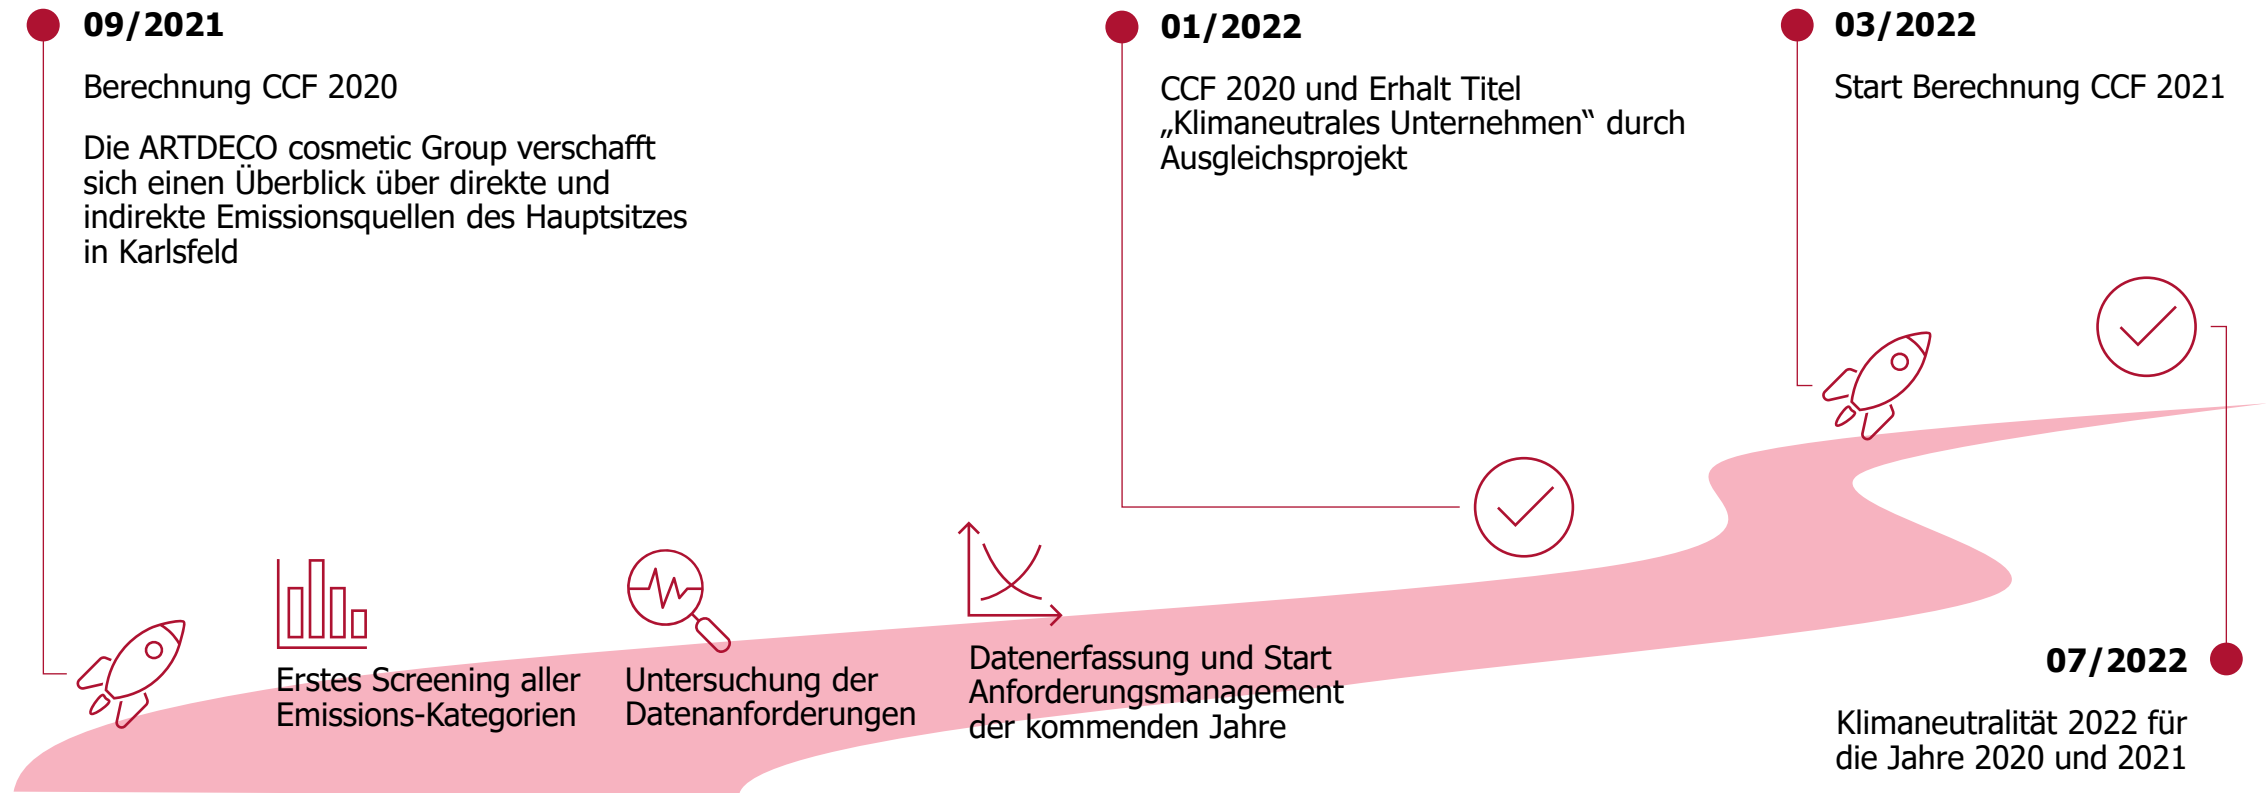 09/2021
Berechnung CCF 2020
Die ARTDECO cosmetic Group verschafft
sich einen Überblick über direkte und
indirekte Emissionsquellen des Hauptsitzes
in Karlsfeld
Erstes Screening aller
Emissions-Kategorien
Untersuchung der
Datenanforderungen
Datenerfassung und Start
Anforderungsmanagement
der kommenden Jahre
01/2022
CCF 2020 und Erhalt Titel
„Klimaneutrales Unternehmen“ durch
Ausgleichsprojekt
03/2022
Start Berechnung CCF 2021
07/2022
Klimaneutralität 2022 für
die Jahre 2020 und 2021